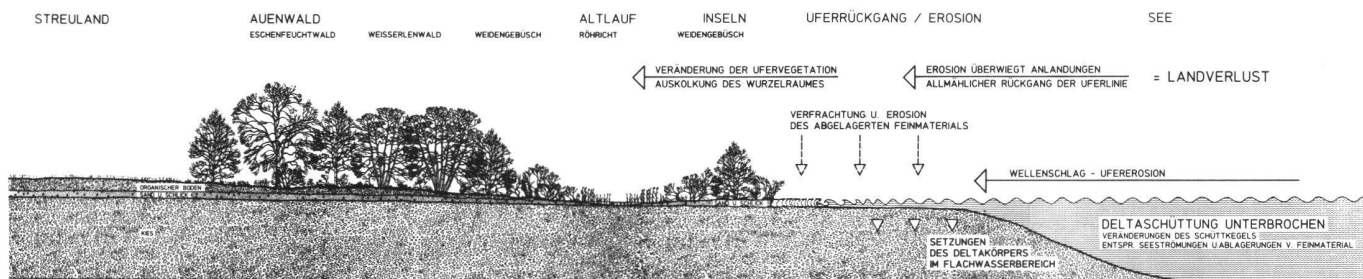 STREULAND
AUENWALD
ESCHENFEUCHTWALD
WEISSERLENWALD
WEIDENGEBÜSCH
ALTLAUF
RÖHRICHT
INSELN
WEIDENGEBÜSCH
UFERRÜCKGANG / EROSION
SEE
VERÄNDERUNG DER UFERVEGETATION
AUSKOLKUNG DES WURZELRAUMES
EROSION ÜBERWIEGT ANLANDUNGEN
ALLMÄHLICHER RÜCKGANG DER UFERLINIE
= LANDVERLUST
VERFRACHTUNG U. EROSION
DES ABGELAGERTEN FEINMATERIALS
WELLENSCHLAG - UFEREROSION
ORGANISCHER BODEN
SAND U. SCHLICK
KIES
SETZUNGEN
DES DELTAKÖRPERS
IM FLACHWASSERBEREICH
DELTASCHÜTTUNG UNTERBROCHEN
VERÄNDERUNGEN DES SCHÜTTKEGELS
ENTSPR. SEESTRÖMUNGEN U. ABLAGERUNGEN V. FEINMATERIAL